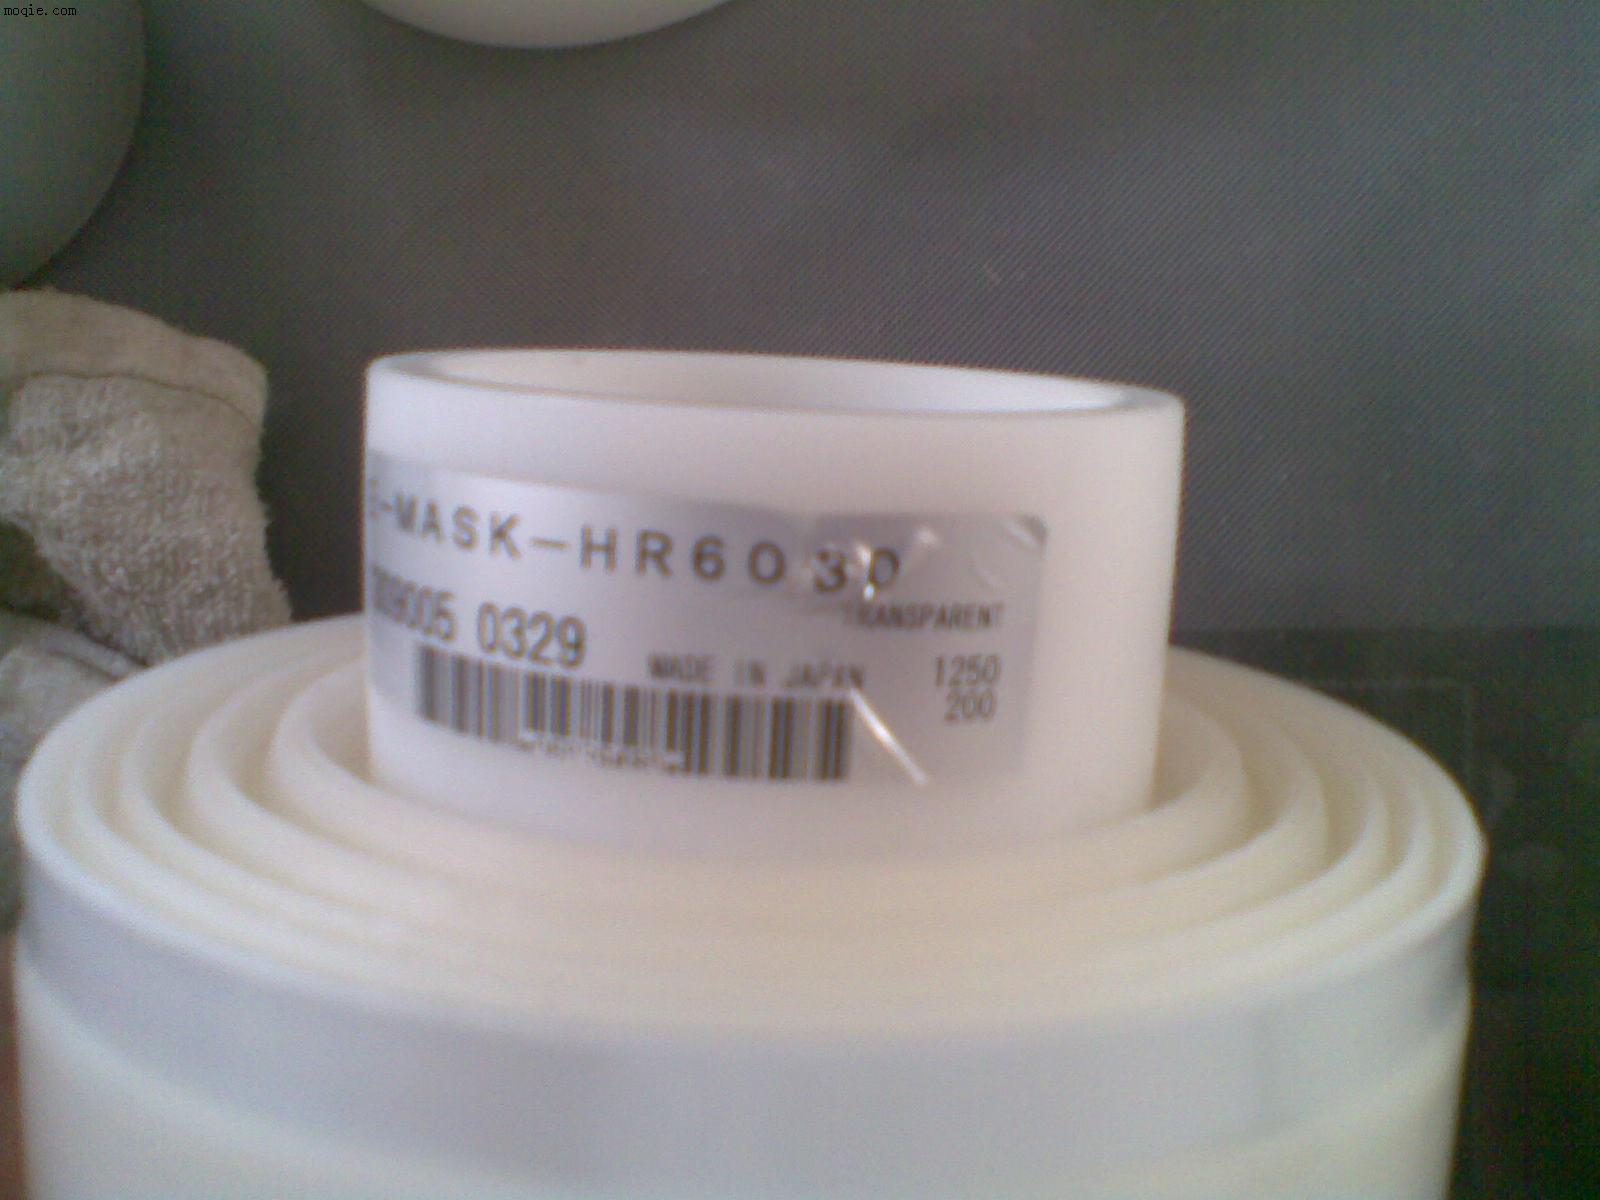 moqie.com
E-MASK-HR6030
TRANSPARENT
0329
MADE IN JAPAN
1250
200